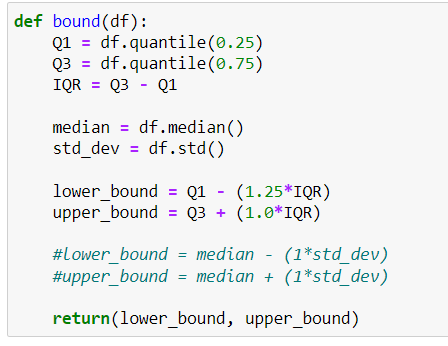 def bound(df):
    Q1 = df.quantile(0.25)
    Q3 = df.quantile(0.75)
    IQR = Q3 - Q1

    median = df.median()
    std_dev = df.std()

    lower_bound = Q1 - (1.25*IQR)
    upper_bound = Q3 + (1.0*IQR)

    #lower_bound = median - (1*std_dev)
    #upper_bound = median + (1*std_dev)

    return(lower_bound, upper_bound)